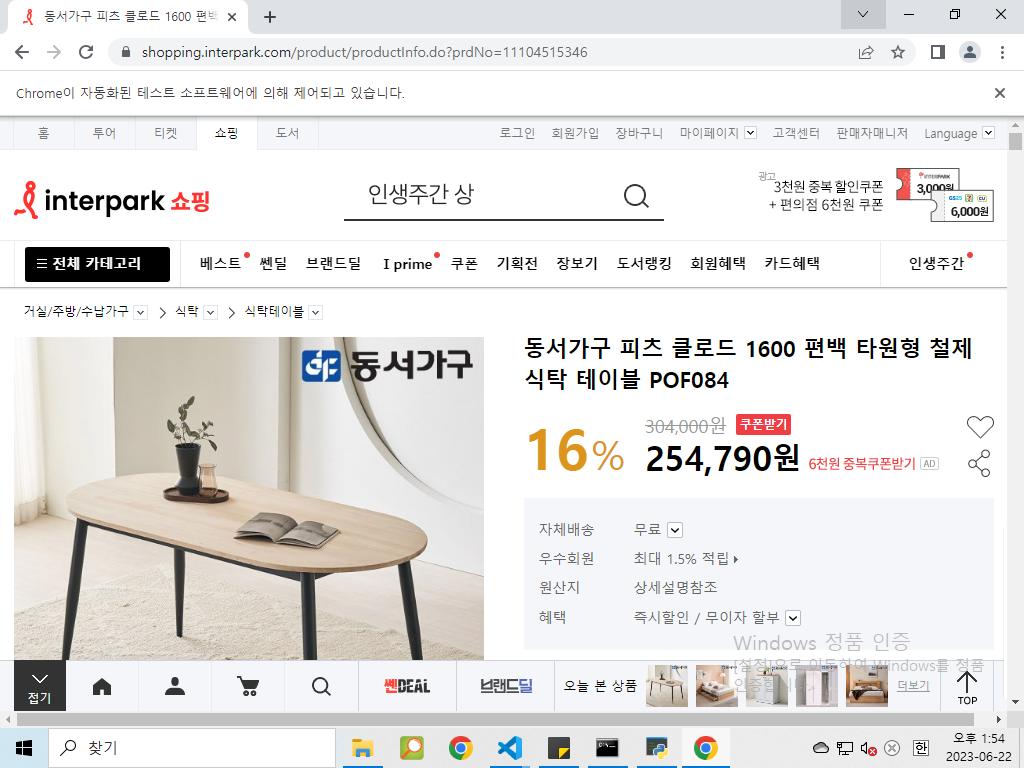 동서가구 피츠 클로드 1600 편백
shopping.interpark.com/product/productInfo.do?prdNo=11104515346
Chrome이 자동화된 테스트 소프트웨어에 의해 제어되고 있습니다.
홈 투어 티켓 쇼핑 도서 로그인 회원가입 장바구니 마이페이지 고객센터 판매자매니저 Language
광고
interpark 쇼핑 인생주간 상 3천원 중복 할인쿠폰 3,000원
+ 편의점 6천원 쿠폰 6,000원
전체 카테고리 베스트 쎈딜 브랜드딜 I prime 쿠폰 기획전 장보기 도서랭킹 회원혜택 카드혜택 인생주간
거실/주방/수납가구 식탁 식탁테이블
동서가구
동서가구 피츠 클로드 1600 편백 타원형 철제
식탁 테이블 POF084
16% 304,000원 쿠폰받기
254,790원 6천원 중복쿠폰받기 AD
자체배송 무료
우수회원 최대 1.5% 적립
원산지 상세설명참조
혜택 즉시할인 / 무이자 할부
Windows 정품 인증
[설정]으로 이동하여 Windows를 정품
인증합니다.
접기 쎈DEAL 브랜드딜 오늘 본 상품 더보기 TOP
찾기 한 오후 1:54
2023-06-22